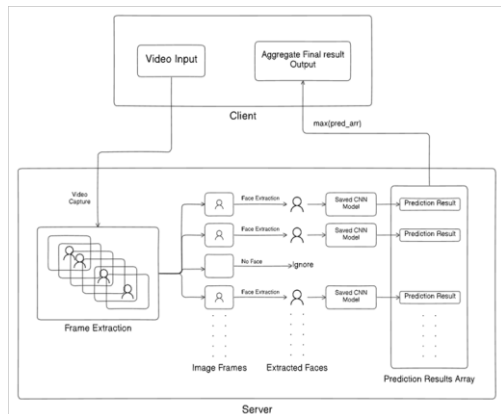 Video Input
Aggregate Final result
Output
Client
max(pred_arr)
Video
Capture
Face Extraction
Saved CNN
Model
Prediction Result
Face Extraction
Saved CNN
Model
Prediction Result
No Face
Ignore
Face Extraction
Saved CNN
Model
Prediction Result
Frame Extraction
Image Frames
Extracted Faces
Prediction Results Array
Server